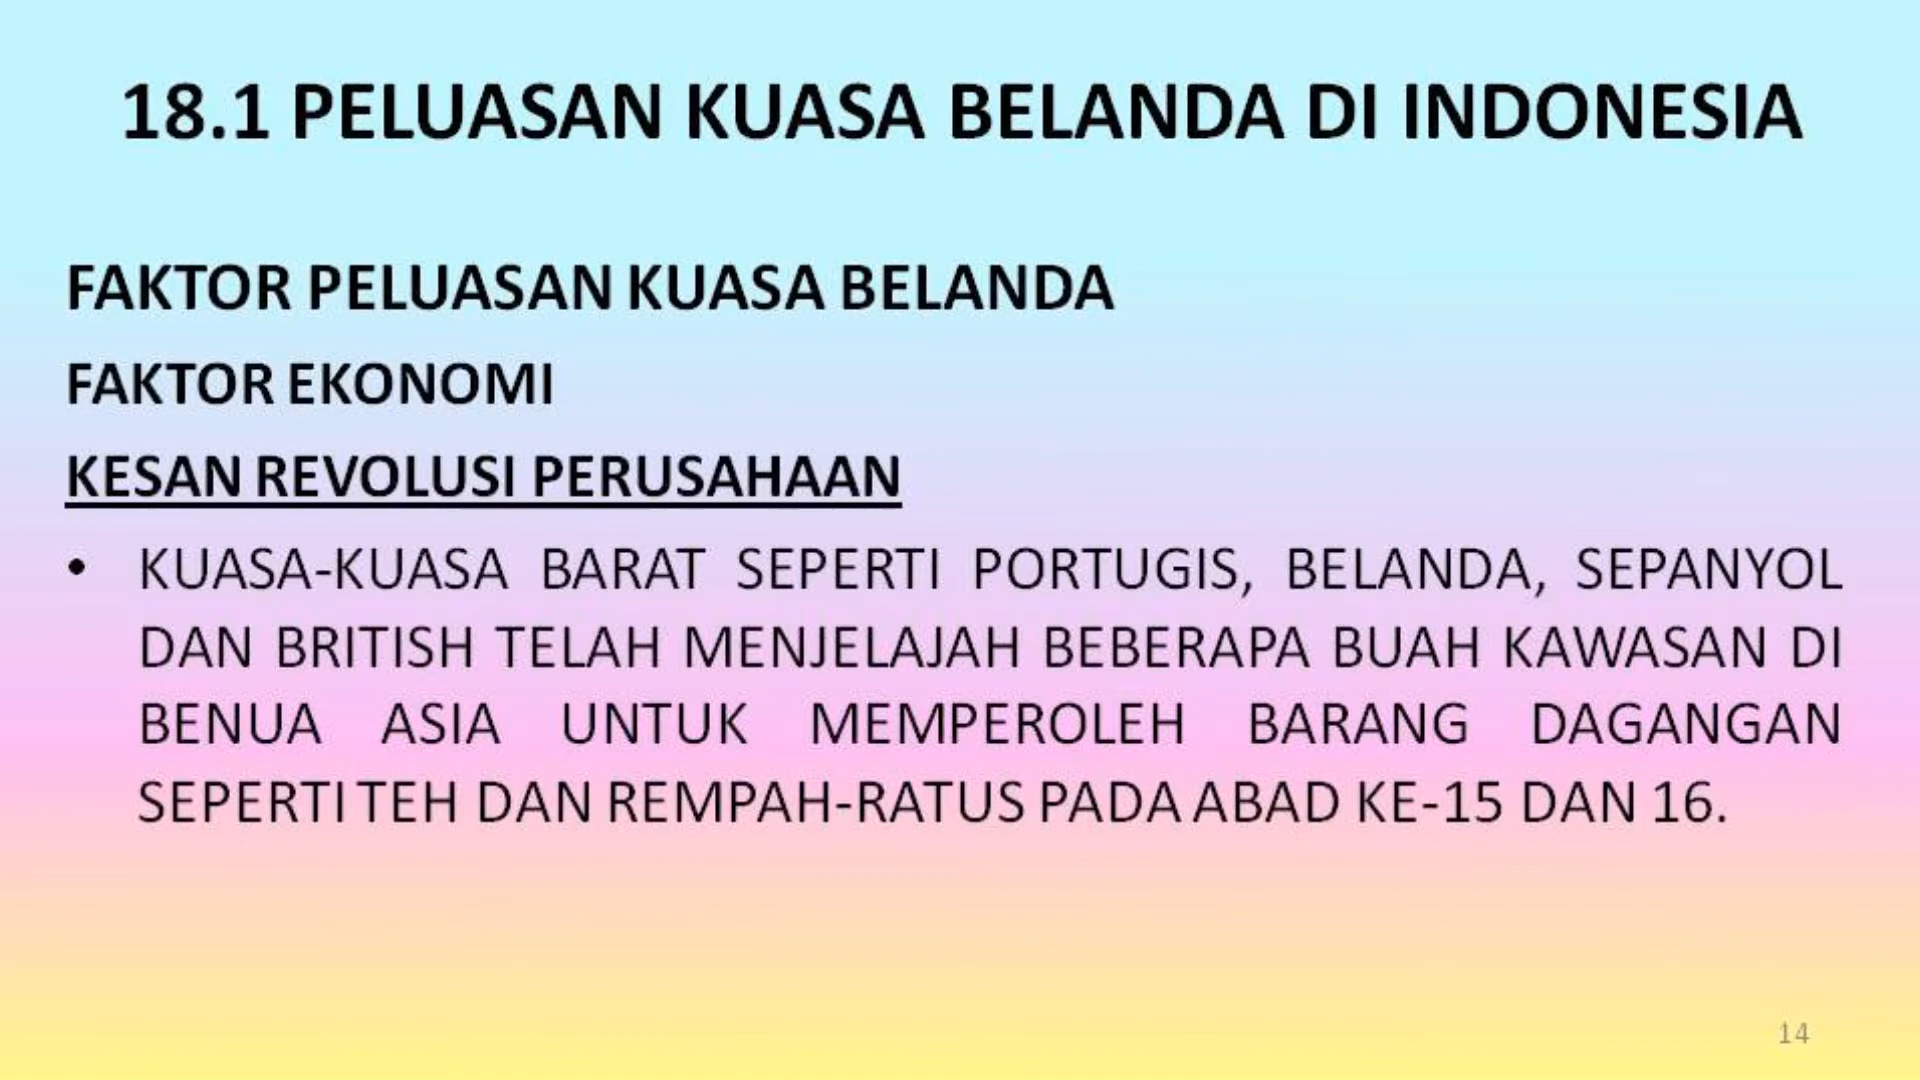 18.1 PELUASAN KUASA BELANDA DI INDONESIA
FAKTOR PELUASAN KUASA BELANDA
FAKTOR EKONOMI
KESAN REVOLUSI PERUSAHAAN
• KUASA-KUASA BARAT SEPERTI PORTUGIS, BELANDA, SEPANYOL
DAN BRITISH TELAH MENJELAJAH BEBERAPA BUAH KAWASAN DI
BENUA ASIA UNTUK MEMPEROLEH BARANG DAGANGAN
SEPERTI TEH DAN REMPAH-RATUS PADA ABAD KE-15 DAN 16.
14